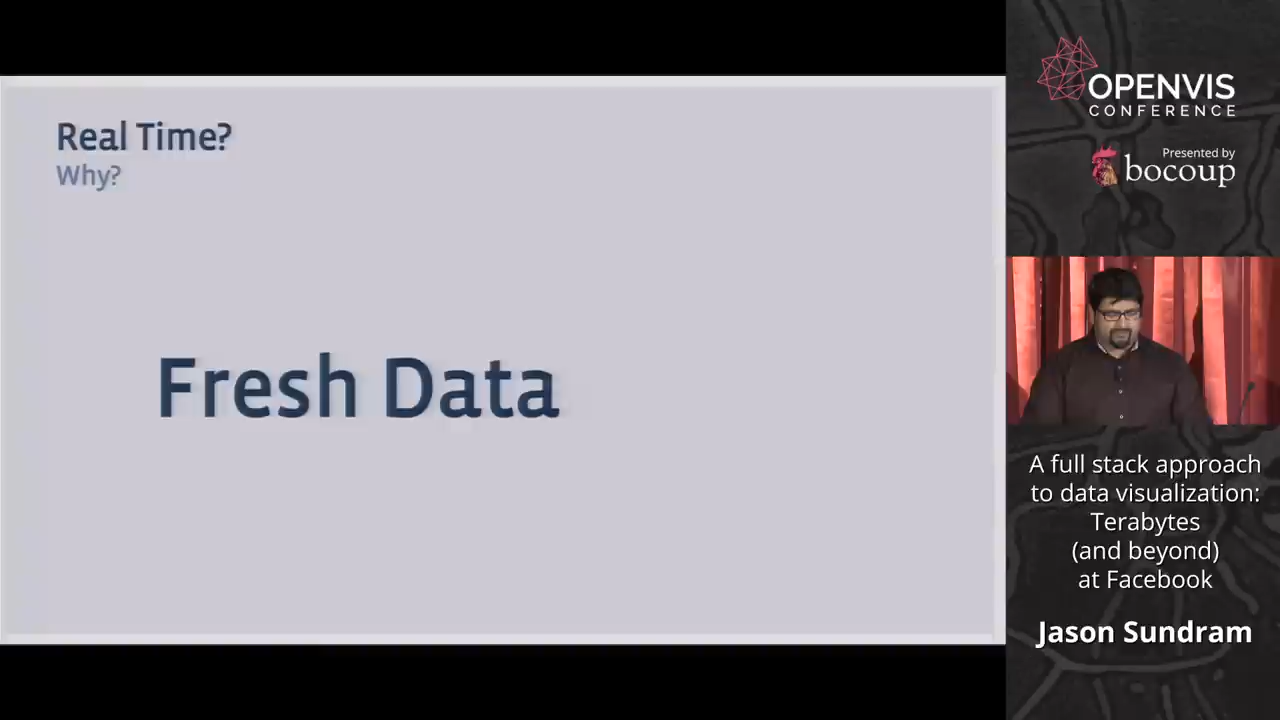 Real Time?
Why?
Fresh Data
OPENVIS
CONFERENCE
Presented by
bocoup
A full stack approach
to data visualization:
Terabytes
(and beyond)
at Facebook
Jason Sundram